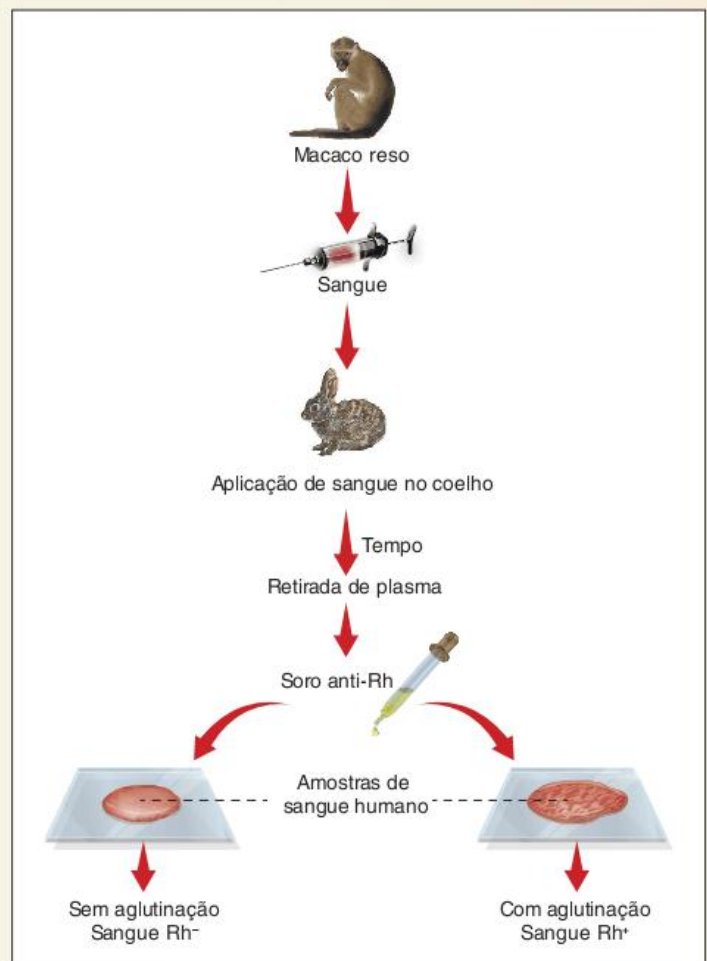 Macaco reso
Sangue
Aplicação de sangue no coelho
Tempo
Retirada de plasma
Soro anti-Rh
Amostras de
sangue humano
Sem aglutinação
Sangue Rh⁻
Com aglutinação
Sangue Rh⁺